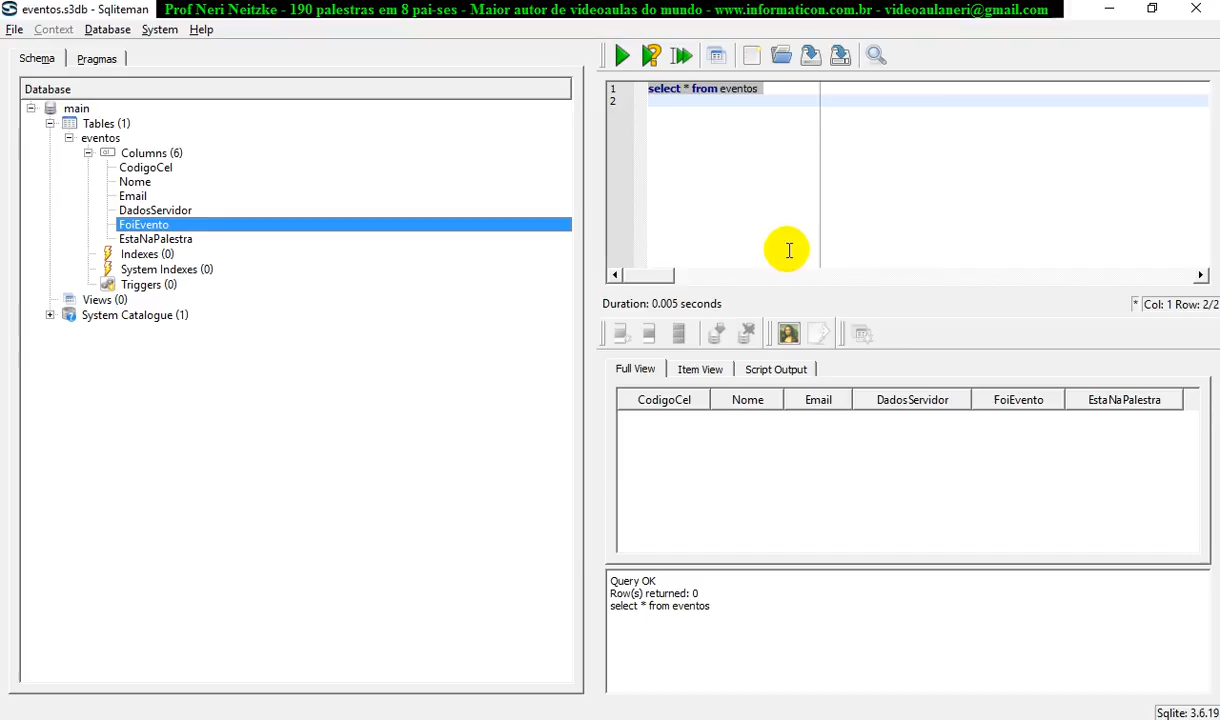 eventos.s3db - Sqliteman
Prof Neri Neitzke - 190 palestras em 8 pai-ses - Maior autor de videoaulas do mundo - www.informaticon.com.br - videoaulaneri@gmail.com
File Context Database System Help
Schema Pragmas
Database
main
Tables (1)
eventos
Columns (6)
CodigoCel
Nome
Email
DadosServidor
FoiEvento
EstaNaPalestra
Indexes (0)
System Indexes (0)
Triggers (0)
Views (0)
System Catalogue (1)
1 select * from eventos
2
Duration: 0.005 seconds
* Col: 1 Row: 2/2
Full View Item View Script Output
CodigoCel Nome Email DadosServidor FoiEvento EstaNaPalestra
Query OK
Row(s) returned: 0
select * from eventos
Sqlite: 3.6.19